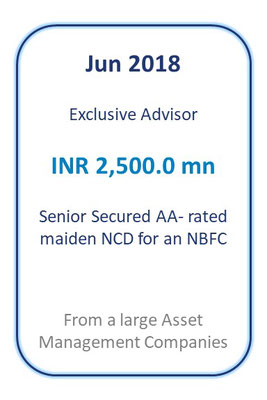 Jun 2018
Exclusive Advisor
INR 2,500.0 mn
Senior Secured AA- rated
maiden NCD for an NBFC
From a large Asset
Management Companies